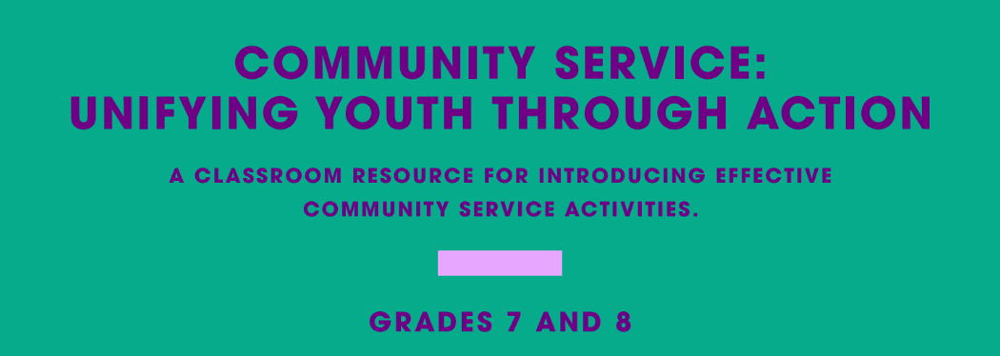 COMMUNITY SERVICE:
UNIFYING YOUTH THROUGH ACTION
A CLASSROOM RESOURCE FOR INTRODUCING EFFECTIVE
COMMUNITY SERVICE ACTIVITIES.
GRADES 7 AND 8